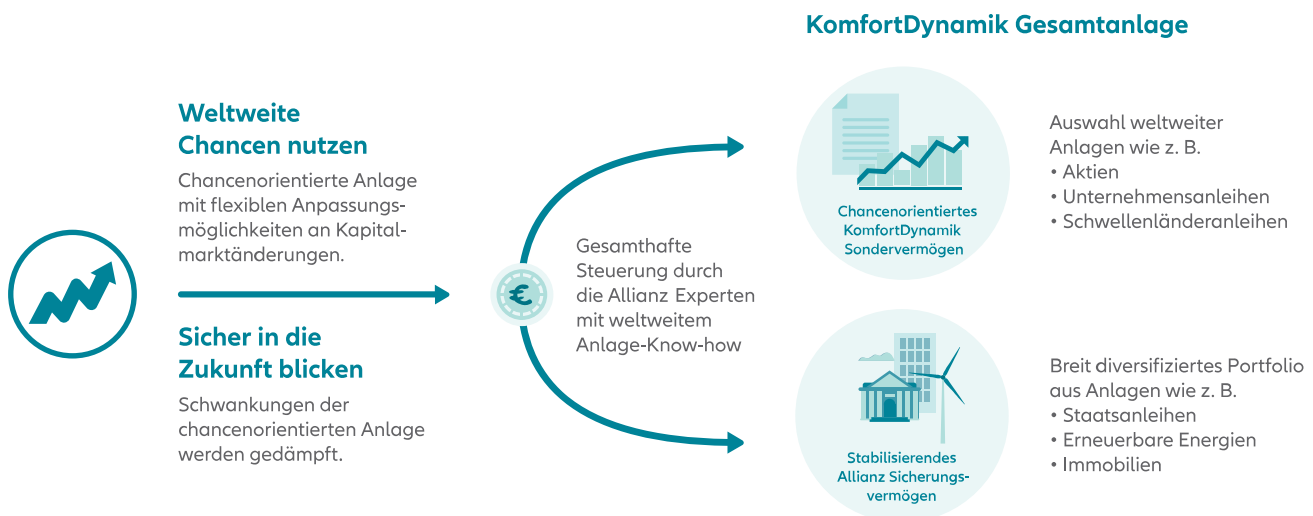 KomfortDynamik Gesamtanlage
Weltweite
Chancen nutzen
Chancenorientierte Anlage
mit flexiblen Anpassungs-
möglichkeiten an Kapital-
marktänderungen.
Sicher in die
Zukunft blicken
Schwankungen der
chancenorientierten Anlage
werden gedämpft.
€
Gesamthafte
Steuerung durch
die Allianz Experten
mit weltweitem
Anlage-Know-how
Chancenorientiertes
KomfortDynamik
Sondervermögen
Auswahl weltweiter
Anlagen wie z. B.
• Aktien
• Unternehmensanleihen
• Schwellenländeranleihen
Stabilisierendes
Allianz Sicherungs-
vermögen
Breit diversifiziertes Portfolio
aus Anlagen wie z. B.
• Staatsanleihen
• Erneuerbare Energien
• Immobilien